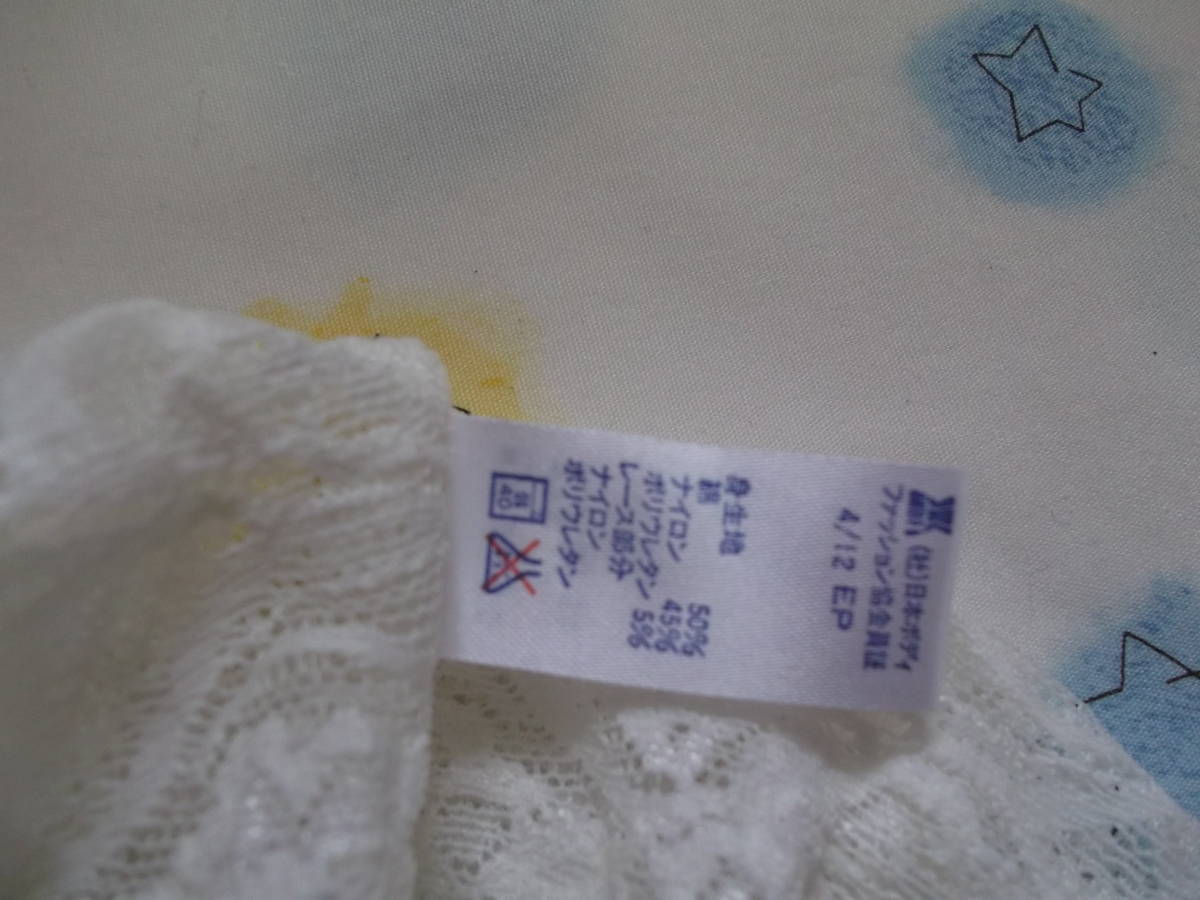 (社)日本ボディ
ファッション協会員証
4/12 EP
身生地
綿 50%
ナイロン 45%
ポリウレタン 5%
レース部分
ナイロン
ポリウレタン
40